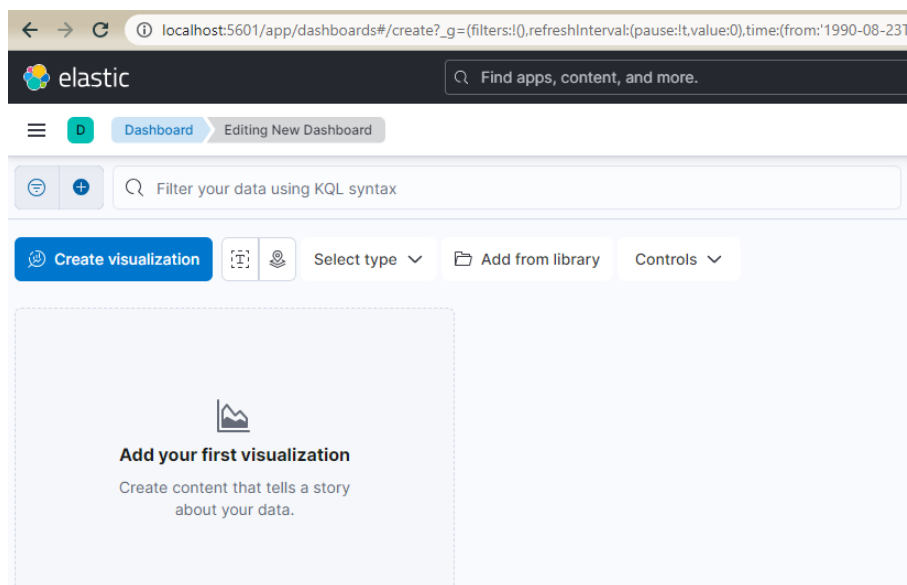 localhost:5601/app/dashboards#/create?_g=(filters:!(),refreshInterval:(pause:!t,value:0),time:(from:'1990-08-23T
elastic
Find apps, content, and more.
D
Dashboard
Editing New Dashboard
Filter your data using KQL syntax
Create visualization
T
Select type
Add from library
Controls
Add your first visualization
Create content that tells a story
about your data.